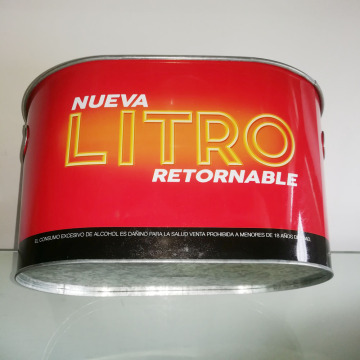 NUEVA
LITRO
RETORNABLE
EL CONSUMO EXCESIVO DE ALCOHOL ES DAÑINO PARA LA SALUD VENTA PROHIBIDA A MENORES DE 18 AÑOS DE